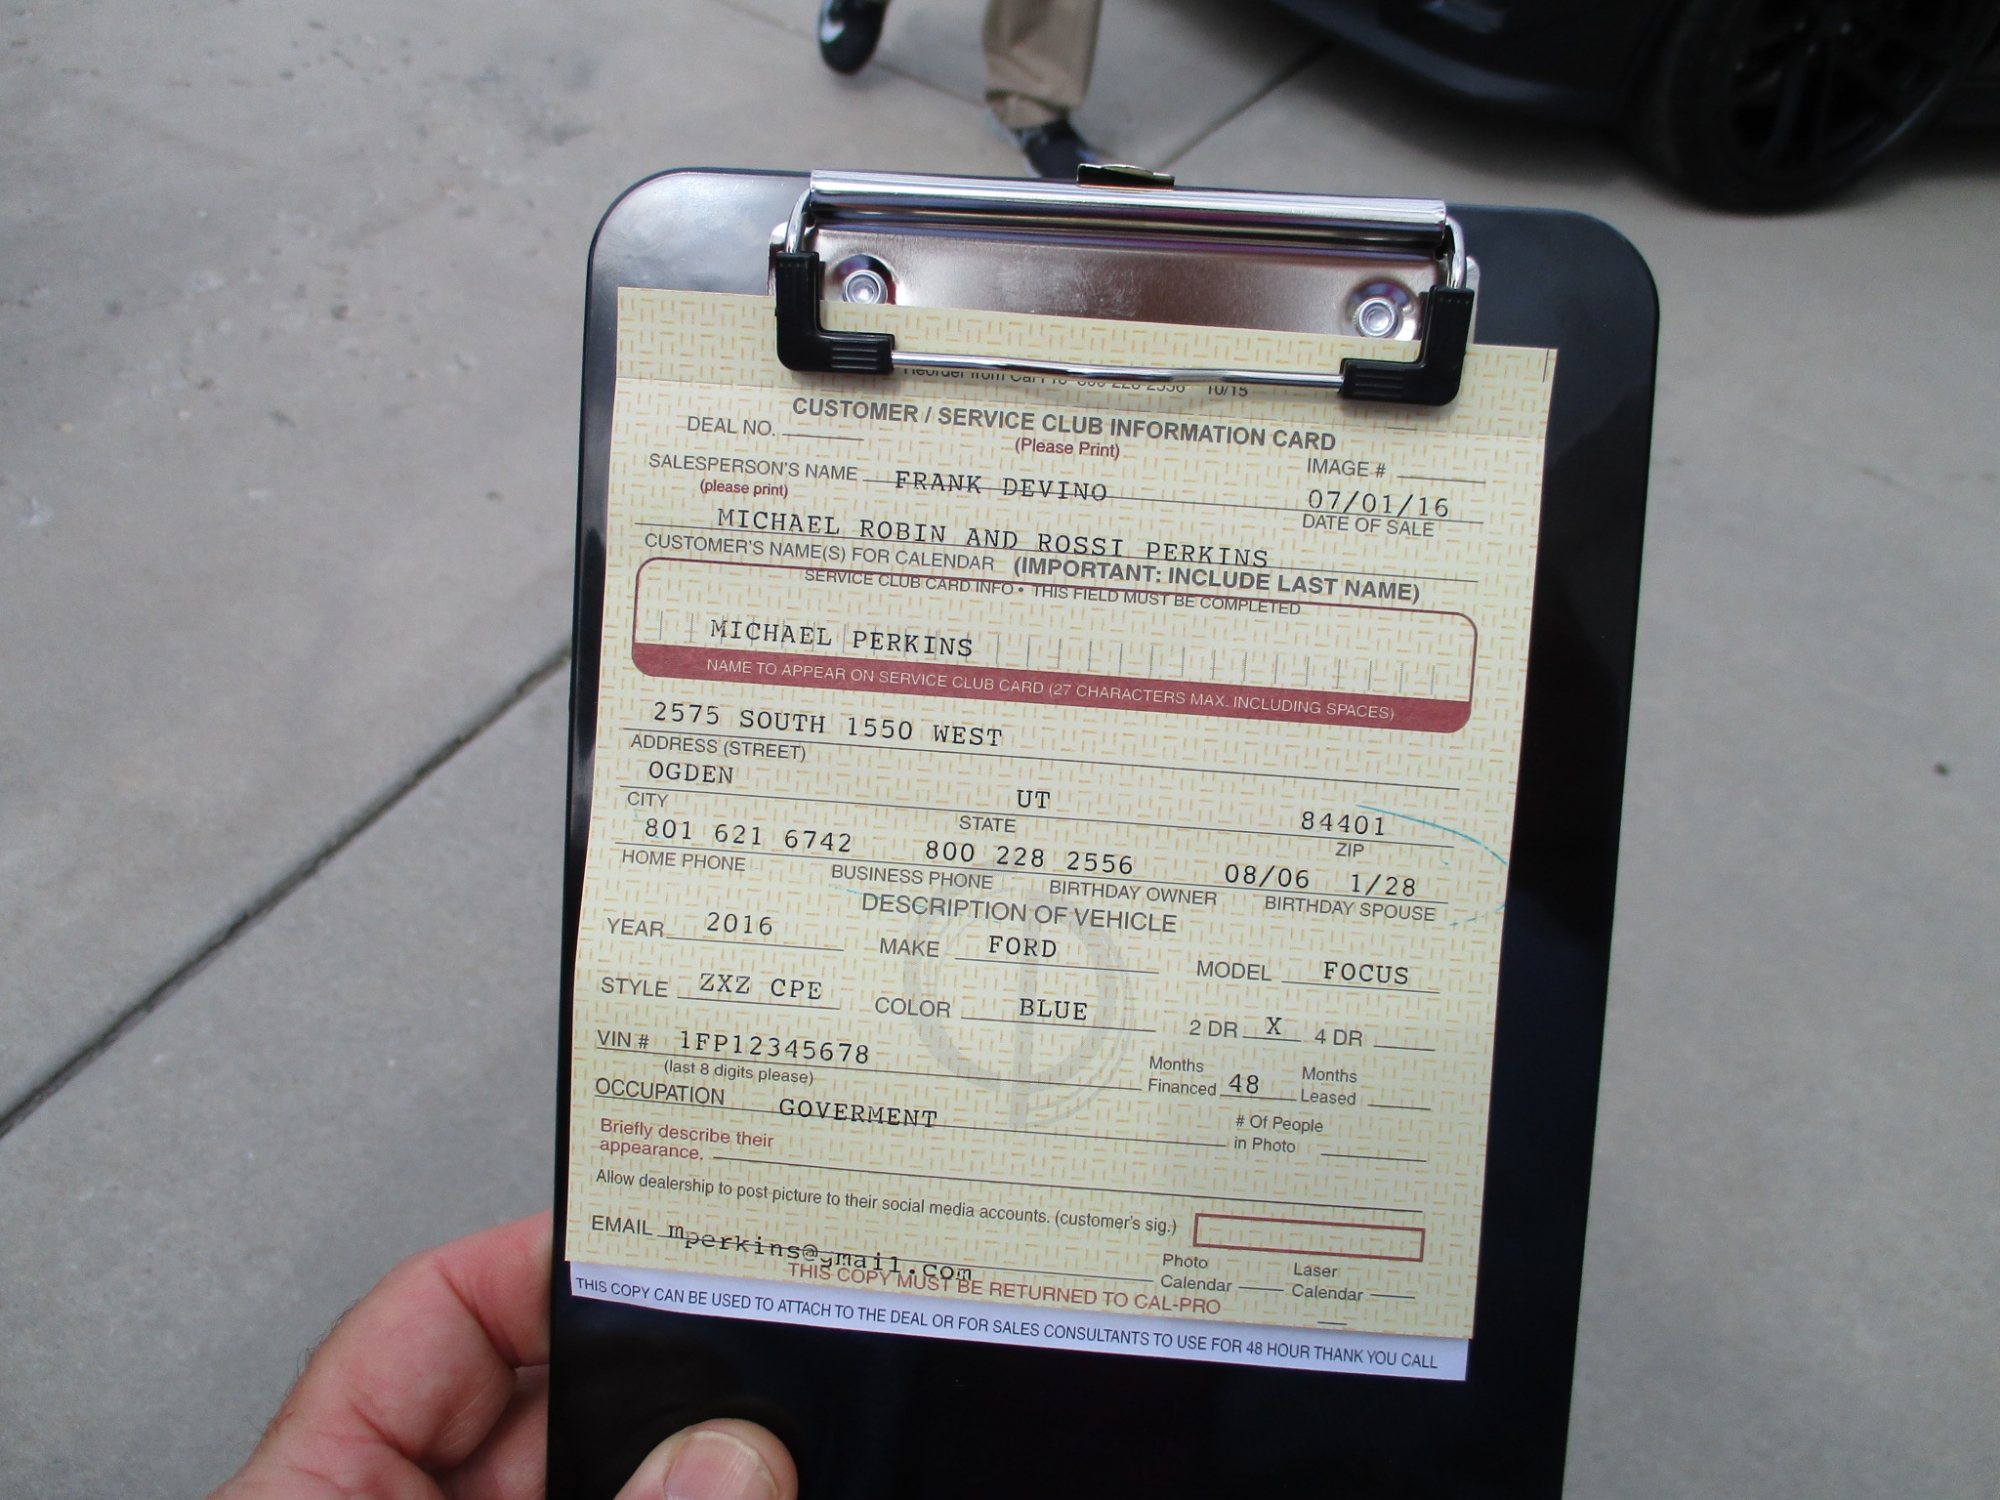 Reorder from Cal Pro 800 228 2556 10/15
CUSTOMER / SERVICE CLUB INFORMATION CARD
DEAL NO. (Please Print) IMAGE #
SALESPERSON'S NAME FRANK DEVINO 07/01/16
(please print) DATE OF SALE
MICHAEL ROBIN AND ROSSI PERKINS
CUSTOMER'S NAME(S) FOR CALENDAR (IMPORTANT: INCLUDE LAST NAME)
SERVICE CLUB CARD INFO • THIS FIELD MUST BE COMPLETED
MICHAEL PERKINS
NAME TO APPEAR ON SERVICE CLUB CARD (27 CHARACTERS MAX. INCLUDING SPACES)
2575 SOUTH 1550 WEST
ADDRESS (STREET)
OGDEN UT 84401
CITY STATE ZIP
801 621 6742 800 228 2556 08/06 1/28
HOME PHONE BUSINESS PHONE BIRTHDAY OWNER BIRTHDAY SPOUSE
DESCRIPTION OF VEHICLE
YEAR 2016 MAKE FORD MODEL FOCUS
STYLE ZXZ CPE COLOR BLUE 2 DR X 4 DR
VIN # 1FP12345678 Months Financed 48 Months Leased
(last 8 digits please)
OCCUPATION GOVERMENT # Of People in Photo
Briefly describe their
appearance.
Allow dealership to post picture to their social media accounts. (customer's sig.)
EMAIL mperkins@gmail.com Photo Calendar Laser Calendar
THIS COPY MUST BE RETURNED TO CAL-PRO
THIS COPY CAN BE USED TO ATTACH TO THE DEAL OR FOR SALES CONSULTANTS TO USE FOR 48 HOUR THANK YOU CALL